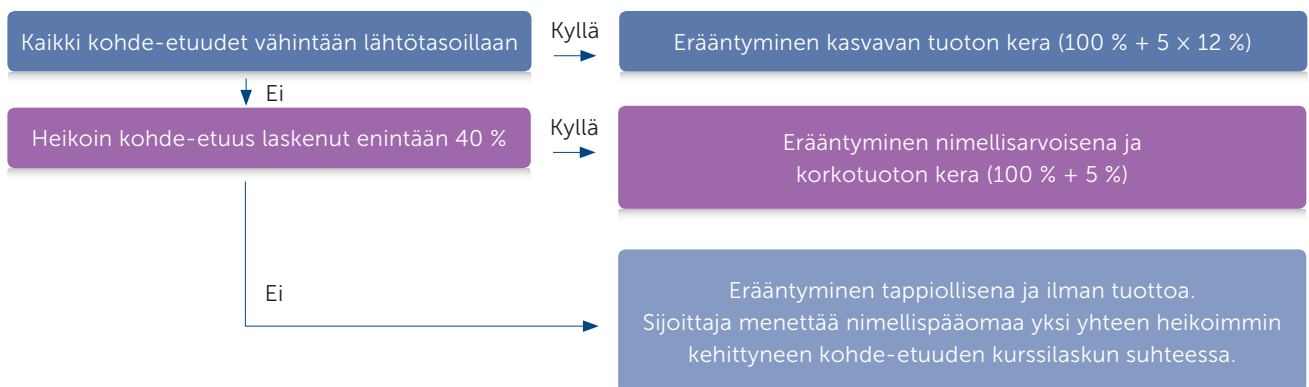 Kaikki kohde-etuudet vähintään lähtötasoillaan
Kyllä
Erääntyminen kasvavan tuoton kera (100 % + 5 × 12 %)
Ei
Heikoin kohde-etuus laskenut enintään 40 %
Kyllä
Erääntyminen nimellisarvoisena ja
korkotuoton kera (100 % + 5 %)
Ei
Erääntyminen tappiollisena ja ilman tuottoa.
Sijoittaja menettää nimellispääomaa yksi yhteen heikoimmin
kehittyneen kohde-etuuden kurssilaskun suhteessa.